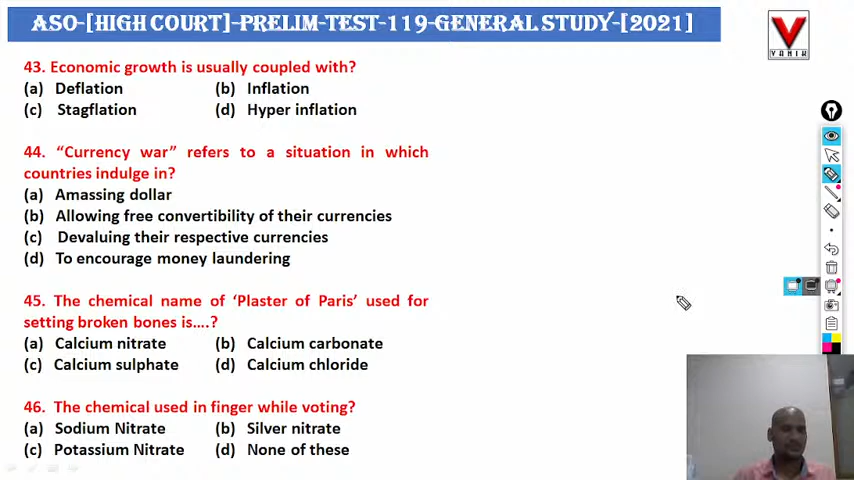 ASO-[HIGH COURT]-PRELIM-TEST-119-GENERAL STUDY-[2021]
VAMIR
43. Economic growth is usually coupled with?
(a) Deflation (b) Inflation
(c) Stagflation (d) Hyper inflation
44. “Currency war” refers to a situation in which
countries indulge in?
(a) Amassing dollar
(b) Allowing free convertibility of their currencies
(c) Devaluing their respective currencies
(d) To encourage money laundering
45. The chemical name of ‘Plaster of Paris’ used for
setting broken bones is....?
(a) Calcium nitrate (b) Calcium carbonate
(c) Calcium sulphate (d) Calcium chloride
46. The chemical used in finger while voting?
(a) Sodium Nitrate (b) Silver nitrate
(c) Potassium Nitrate (d) None of these